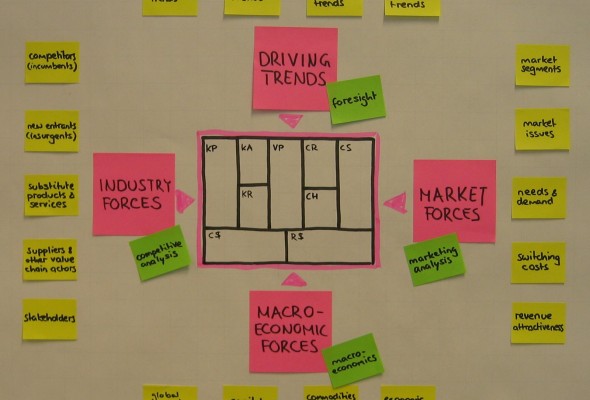 trends
trends
DRIVING
TRENDS
foresight
competitors
(incumbents)
new entrants
(insurgents)
substitute
products &
services
suppliers &
other value
chain actors
stakeholders
INDUSTRY
FORCES
competitive
analysis
KP
KA
VP
CR
CS
KR
CH
C$
R$
MARKET
FORCES
marketing
analysis
market
segments
market
issues
needs &
demand
switching
costs
revenue
attractiveness
MACRO-
ECONOMIC
FORCES
macro-
economics
global
commodities